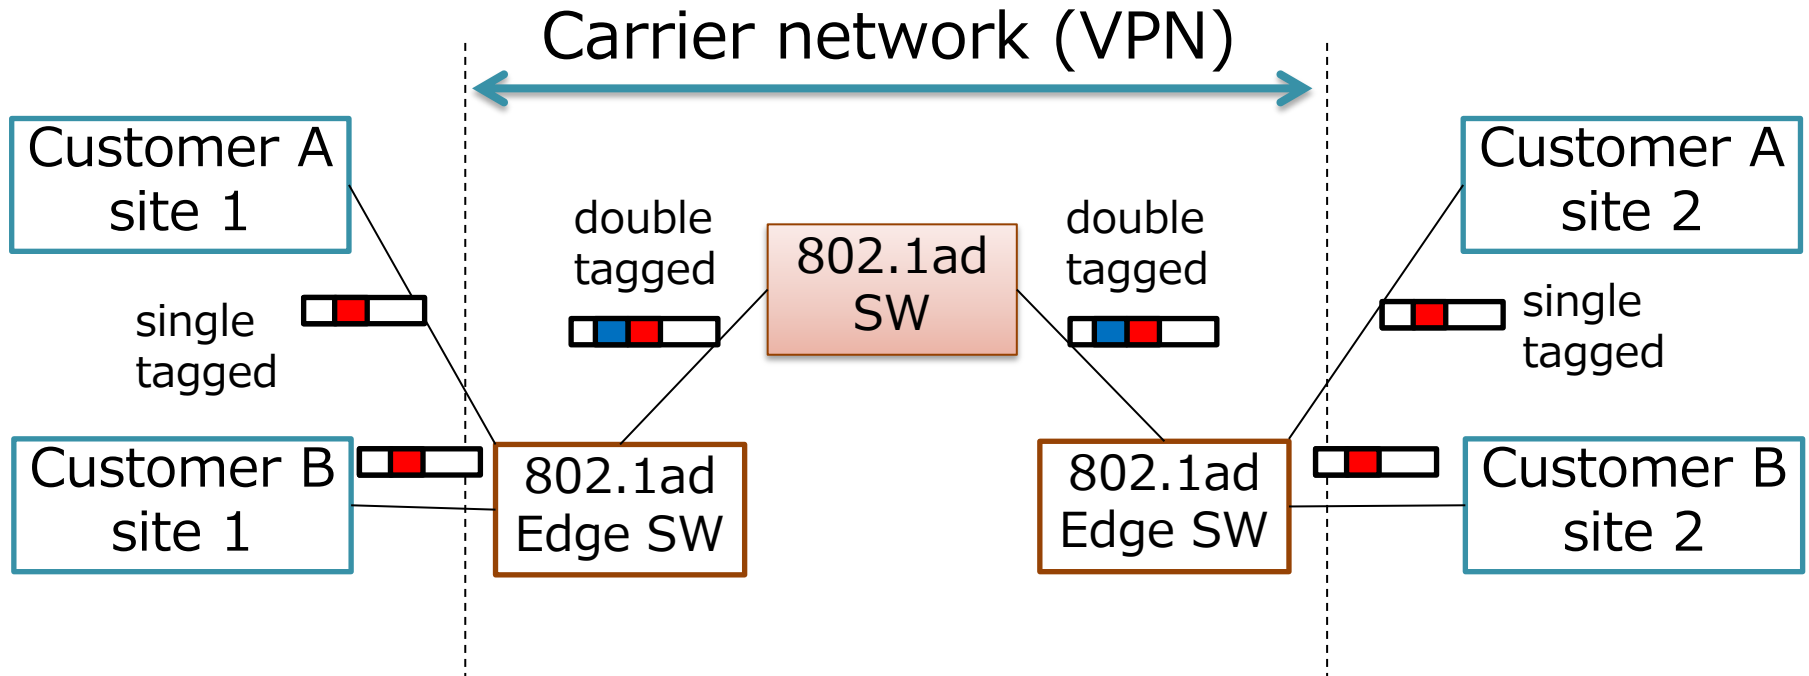 Carrier network (VPN)
Customer A
site 1
Customer A
site 2
double
tagged
802.1ad
SW
double
tagged
single
tagged
single
tagged
Customer B
site 1
802.1ad
Edge SW
802.1ad
Edge SW
Customer B
site 2